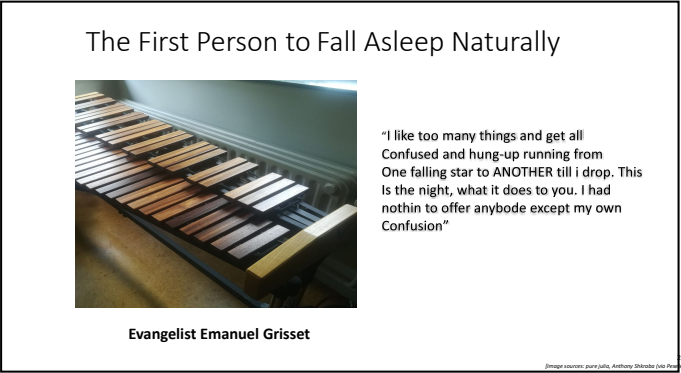 The First Person to Fall Asleep Naturally
“I like too many things and get all
Confused and hung-up running from
One falling star to ANOTHER till i drop. This
Is the night, what it does to you. I had
nothin to offer anybode except my own
Confusion”
Evangelist Emanuel Grisset
[Image sources: pure julia, Anthony Shkraba (via